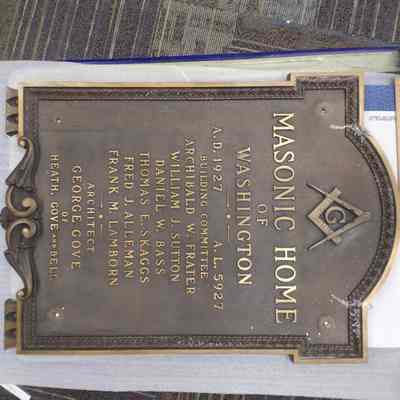 G
MASONIC HOME
OF
WASHINGTON
A.D. 1927 A.L. 5927
BUILDING COMMITTEE
ARCHIBALD W. FRATER
WILLIAM J. SUTTON
DANIEL W. BASS
THOMAS E. SKAGGS
FRED J. ALLEMAN
FRANK M. LAMBORN
ARCHITECT
GEORGE GOVE
OF
HEATH, GOVE AND BELL